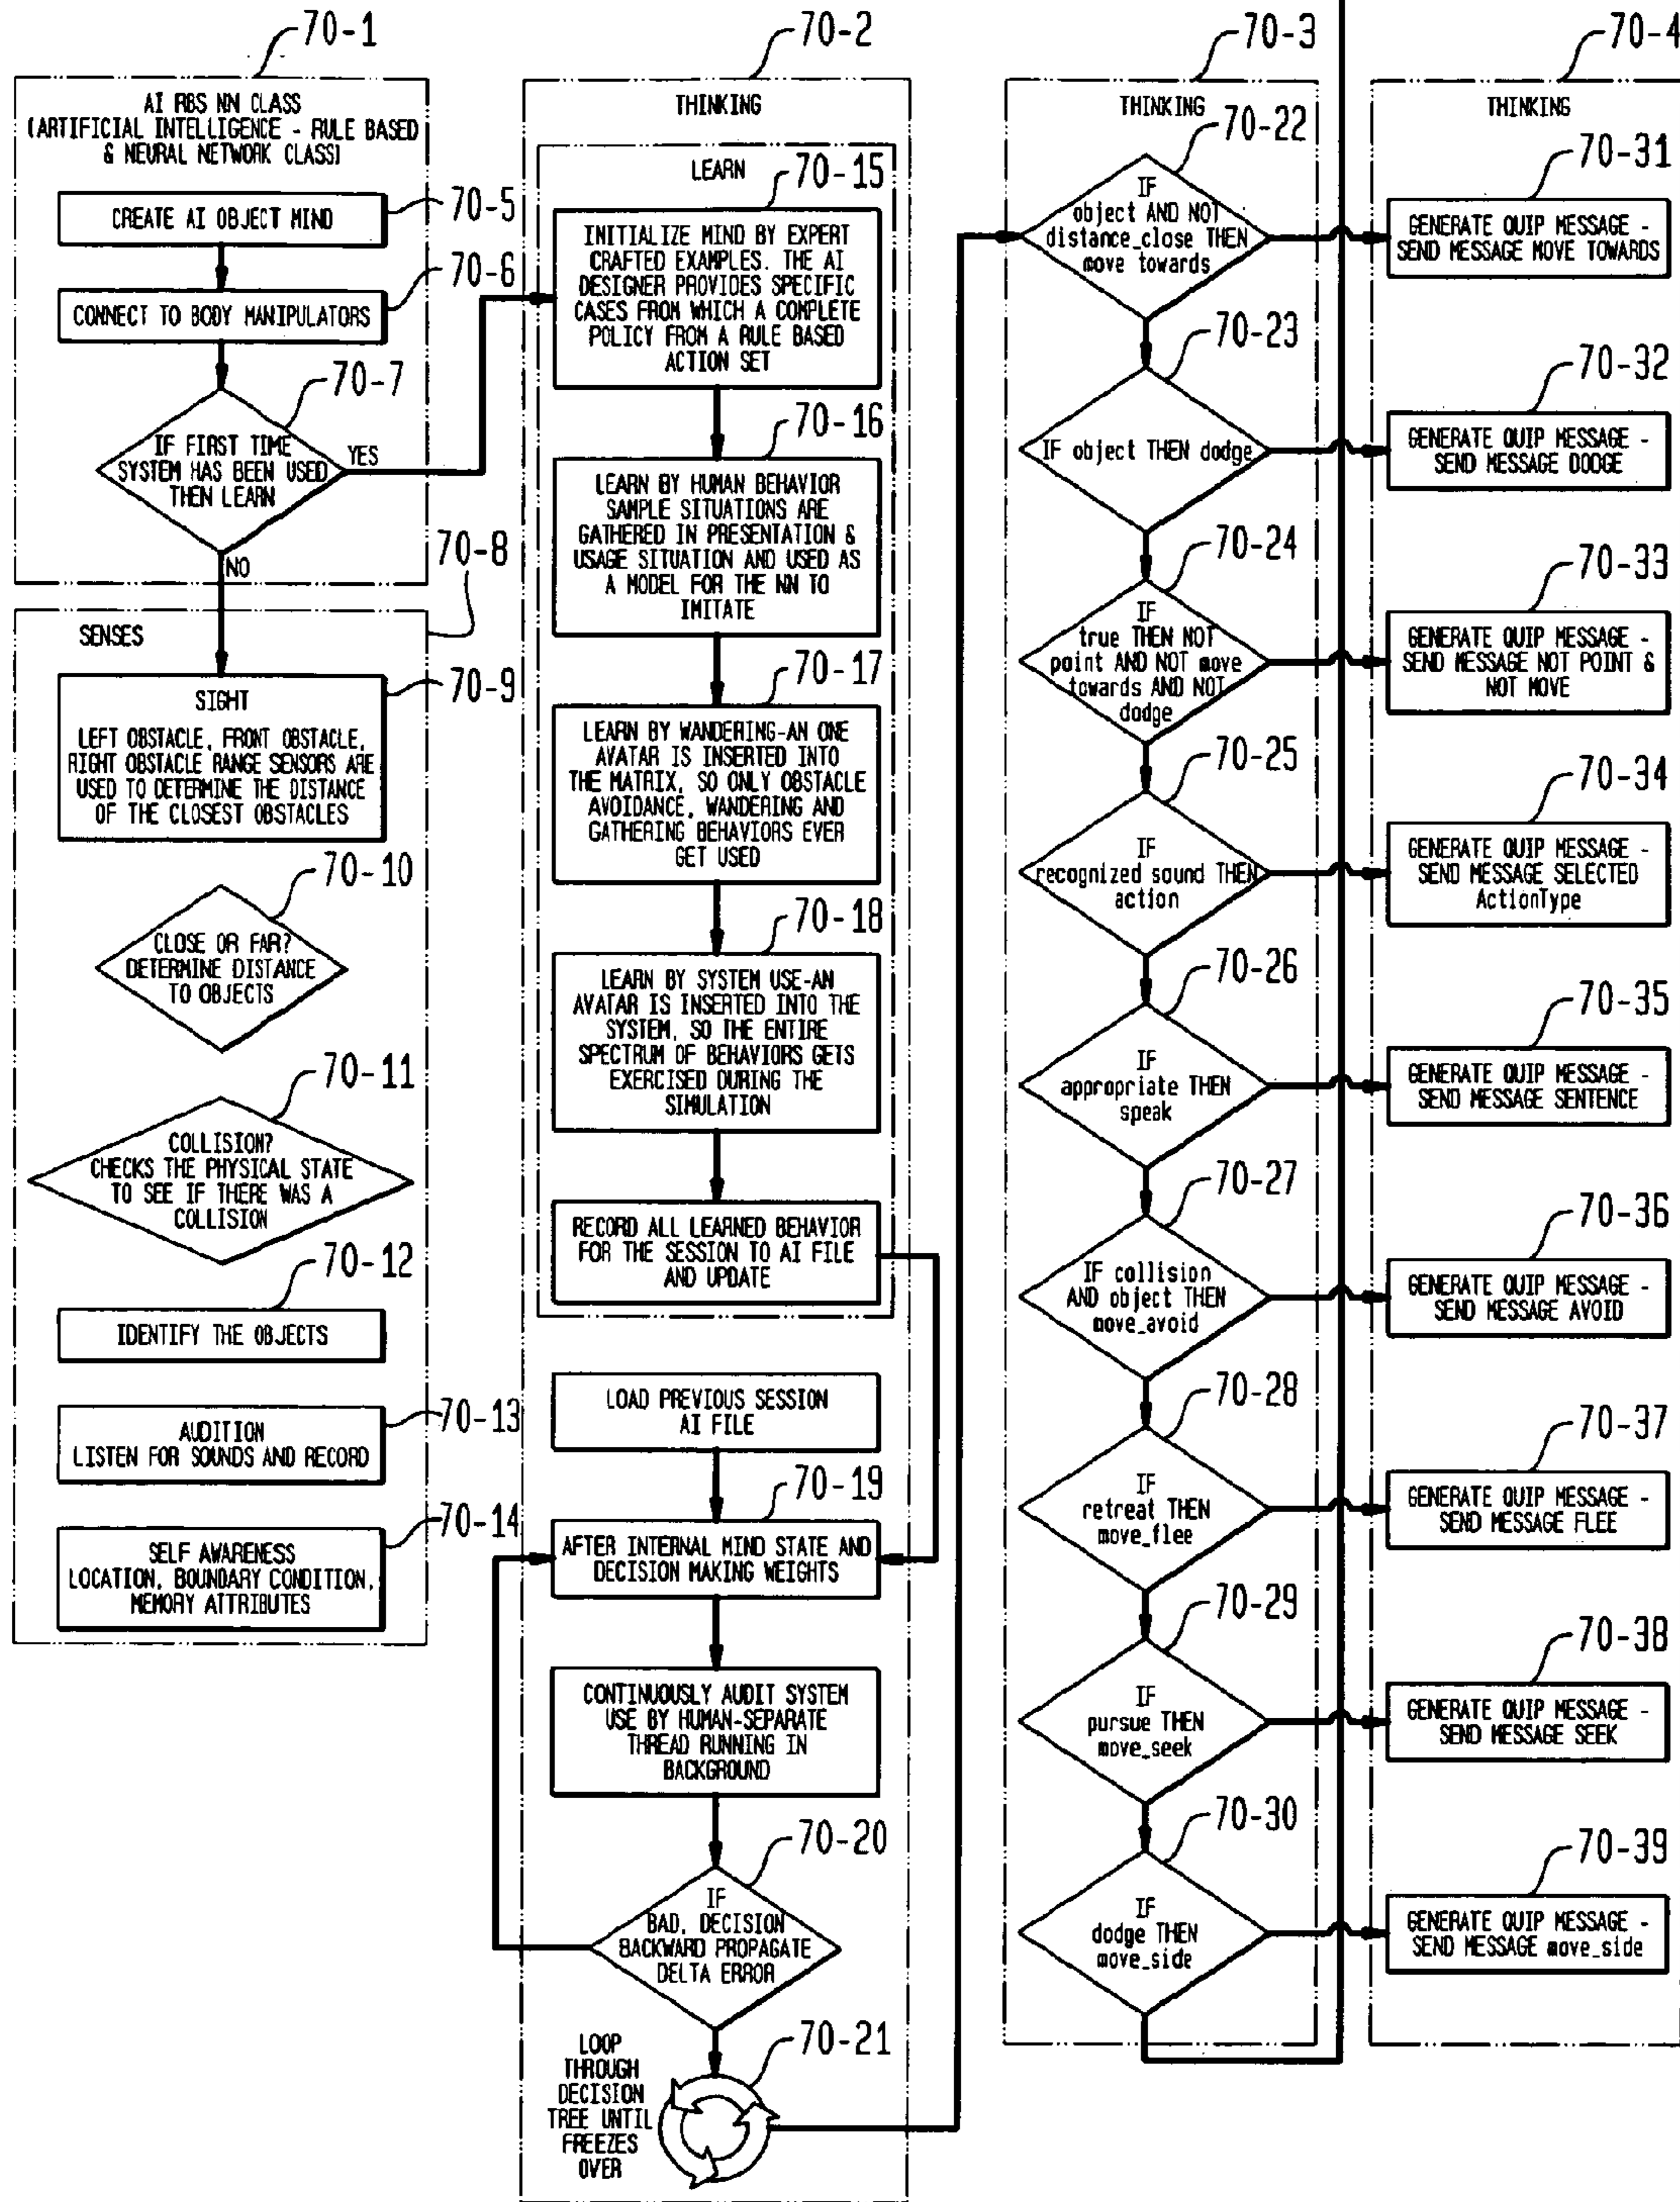 70-1
AI RBS NN CLASS
(ARTIFICIAL INTELLIGENCE - RULE BASED
& NEURAL NETWORK CLASS)
CREATE AI OBJECT MIND
70-5
CONNECT TO BODY MANIPULATORS
70-6
70-7
IF FIRST TIME
SYSTEM HAS BEEN USED
THEN LEARN
YES
NO
70-8
SENSES
70-9
SIGHT
LEFT OBSTACLE, FRONT OBSTACLE,
RIGHT OBSTACLE RANGE SENSORS ARE
USED TO DETERMINE THE DISTANCE
OF THE CLOSEST OBSTACLES
70-10
CLOSE OR FAR?
DETERMINE DISTANCE
TO OBJECTS
70-11
COLLISION?
CHECKS THE PHYSICAL STATE
TO SEE IF THERE WAS A
COLLISION
70-12
IDENTIFY THE OBJECTS
70-13
AUDITION
LISTEN FOR SOUNDS AND RECORD
70-14
SELF AWARENESS
LOCATION, BOUNDARY CONDITION,
MEMORY ATTRIBUTES
70-2
THINKING
LEARN
70-15
INITIALIZE MIND BY EXPERT
CRAFTED EXAMPLES. THE AI
DESIGNER PROVIDES SPECIFIC
CASES FROM WHICH A COMPLETE
POLICY FROM A RULE BASED
ACTION SET
70-16
LEARN BY HUMAN BEHAVIOR
SAMPLE SITUATIONS ARE
GATHERED IN PRESENTATION &
USAGE SITUATION AND USED AS
A MODEL FOR THE NN TO
IMITATE
70-17
LEARN BY WANDERING-AN ONE
AVATAR IS INSERTED INTO
THE MATRIX, SO ONLY OBSTACLE
AVOIDANCE, WANDERING AND
GATHERING BEHAVIORS EVER
GET USED
70-18
LEARN BY SYSTEM USE-AN
AVATAR IS INSERTED INTO THE
SYSTEM, SO THE ENTIRE
SPECTRUM OF BEHAVIORS GETS
EXERCISED DURING THE
SIMULATION
RECORD ALL LEARNED BEHAVIOR
FOR THE SESSION TO AI FILE
AND UPDATE
LOAD PREVIOUS SESSION
AI FILE
70-19
AFTER INTERNAL MIND STATE AND
DECISION MAKING WEIGHTS
CONTINUOUSLY AUDIT SYSTEM
USE BY HUMAN-SEPARATE
THREAD RUNNING IN
BACKGROUND
70-20
IF
BAD, DECISION
BACKWARD PROPAGATE
DELTA ERROR
70-21
LOOP
THROUGH
DECISION
TREE UNTIL
FREEZES
OVER
70-3
THINKING
70-22
IF
object AND NOT
distance_close THEN
move towards
70-23
IF object THEN dodge
70-24
IF
true THEN NOT
point AND NOT move
towards AND NOT
dodge
70-25
IF
recognized sound THEN
action
70-26
IF
appropriate THEN
speak
70-27
IF collision
AND object THEN
move_avoid
70-28
IF
retreat THEN
move_flee
70-29
IF
pursue THEN
move_seek
70-30
IF
dodge THEN
move_side
70-4
THINKING
70-31
GENERATE QUIP MESSAGE -
SEND MESSAGE MOVE TOWARDS
70-32
GENERATE QUIP MESSAGE -
SEND MESSAGE DODGE
70-33
GENERATE QUIP MESSAGE -
SEND MESSAGE NOT POINT &
NOT MOVE
70-34
GENERATE QUIP MESSAGE -
SEND MESSAGE SELECTED
ActionType
70-35
GENERATE QUIP MESSAGE -
SEND MESSAGE SENTENCE
70-36
GENERATE QUIP MESSAGE -
SEND MESSAGE AVOID
70-37
GENERATE QUIP MESSAGE -
SEND MESSAGE FLEE
70-38
GENERATE QUIP MESSAGE -
SEND MESSAGE SEEK
70-39
GENERATE QUIP MESSAGE -
SEND MESSAGE move_side